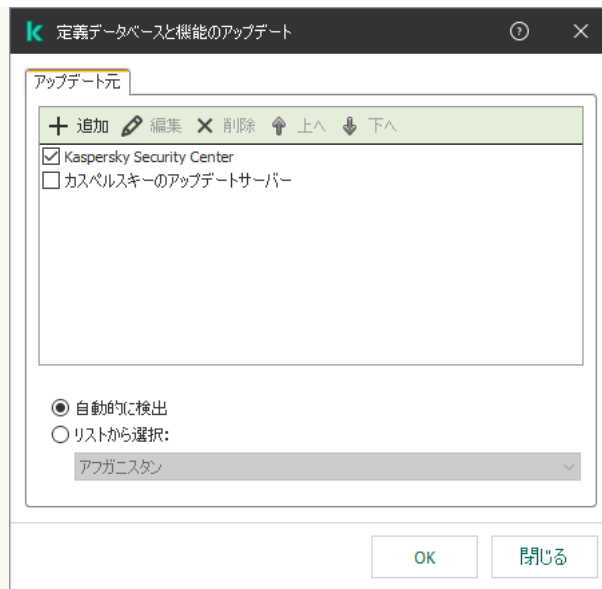 定義データベースと機能のアップデート
アップデート元
追加 編集 削除 上へ 下へ
Kaspersky Security Center
カスペルスキーのアップデートサーバー
自動的に検出
リストから選択:
アフガニスタン
OK 閉じる